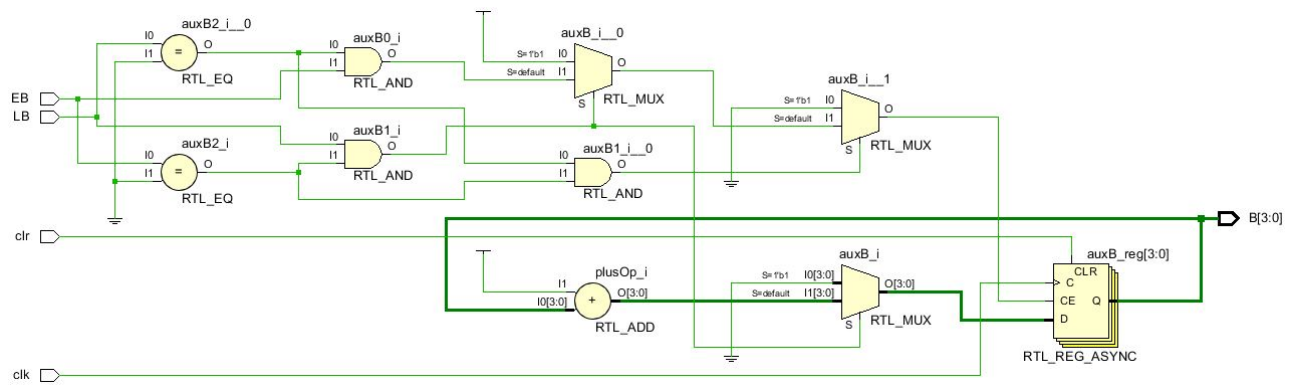 auxB2_i__0
I0
I1
=
O
RTL_EQ
auxB0_i
I0
I1
O
RTL_AND
auxB_i__0
S=1'b1 I0
S=default I1
O
S
RTL_MUX
EB
LB
auxB_i__1
S=1'b1 I0
S=default I1
O
S
RTL_MUX
auxB2_i
I0
I1
=
O
RTL_EQ
auxB1_i
I0
I1
O
RTL_AND
auxB1_i__0
I0
I1
O
RTL_AND
B[3:0]
clr
plusOp_i
I1
I0[3:0]
+
O[3:0]
RTL_ADD
auxB_i
S=1'b1 I0[3:0]
S=default I1[3:0]
O[3:0]
S
RTL_MUX
auxB_reg[3:0]
CLR
C
CE
Q
D
RTL_REG_ASYNC
clk